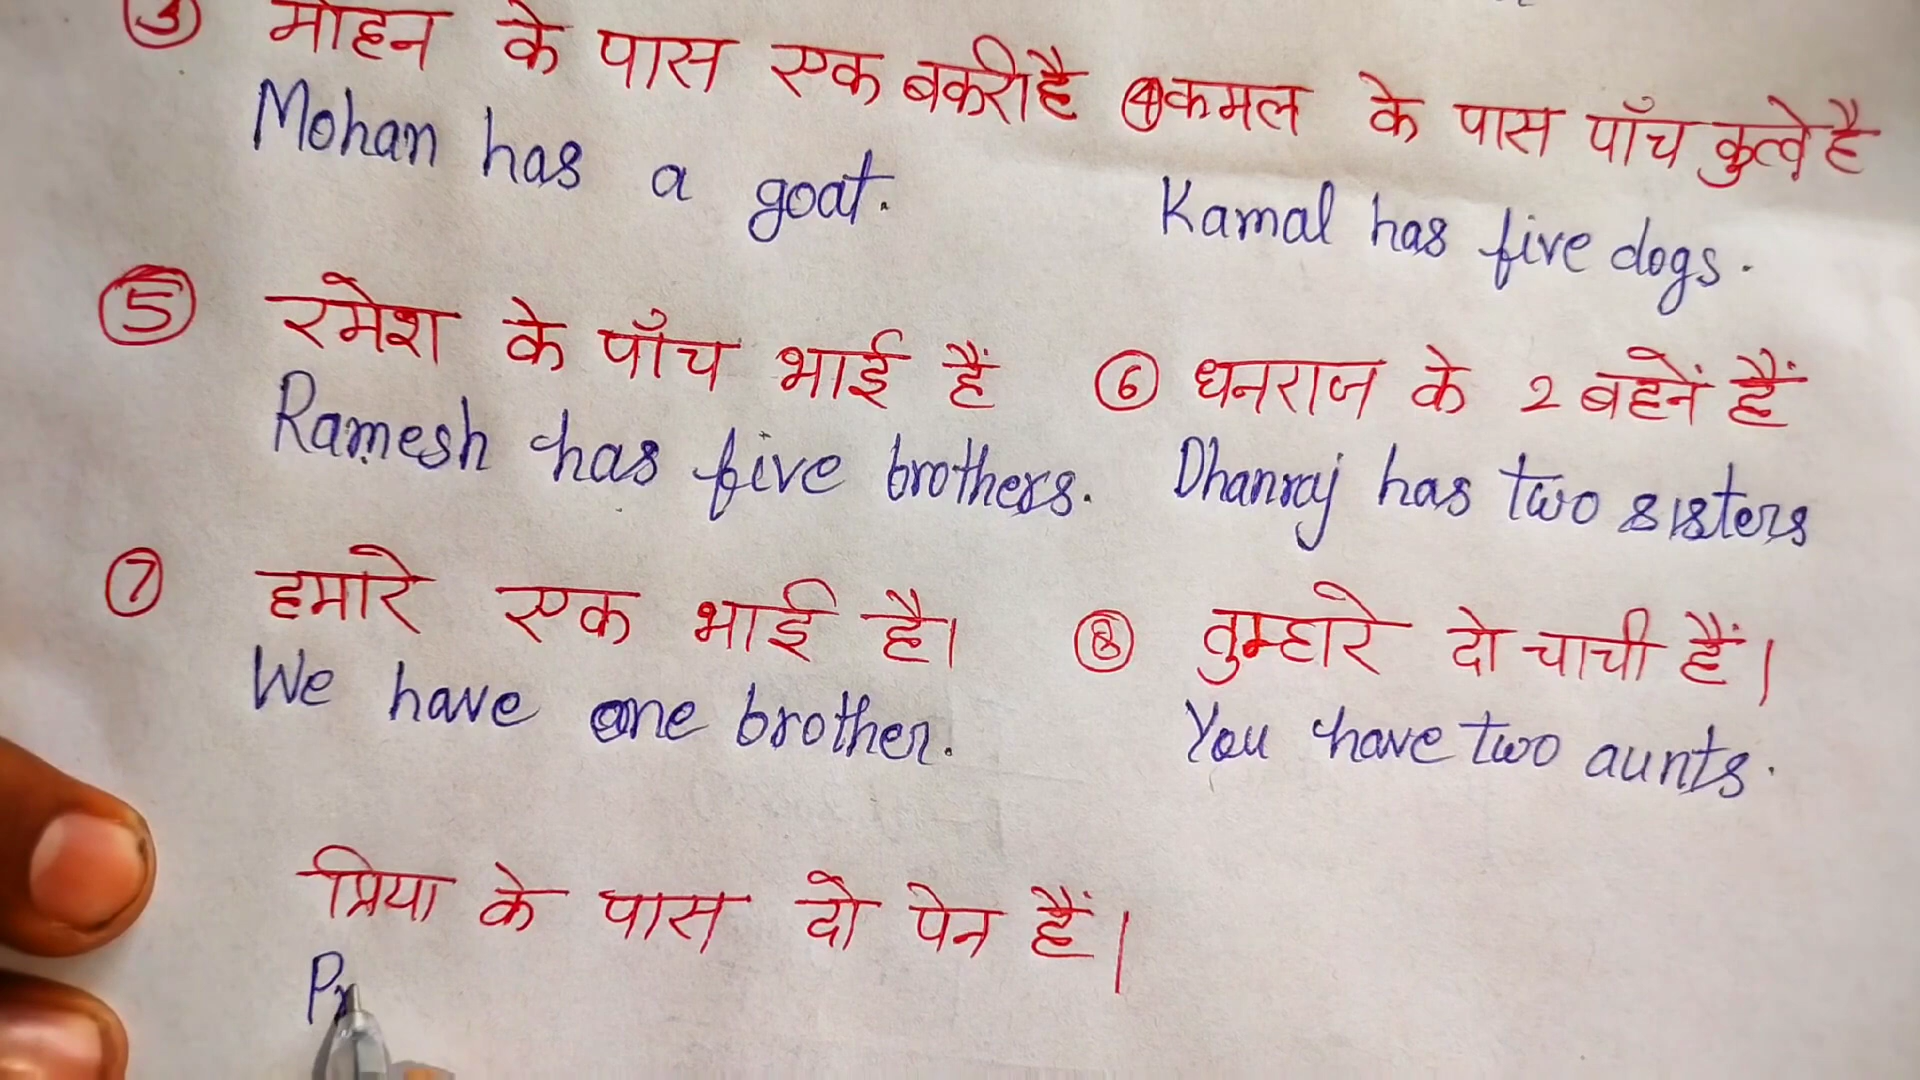 ③ मोहन के पास एक बकरी है ④ कमल के पास पाँच कुत्ते है
Mohan has a goat. Kamal has five dogs.
⑤ रमेश के पाँच भाई हैं ⑥ धनराज के 2 बहनें हैं
Ramesh has five brothers. Dhanraj has two sisters
⑦ हमारे एक भाई है। ⑧ तुम्हारे दो चाची हैं।
We have one brother. You have two aunts.
प्रिया के पास दो पेन हैं।
Pr